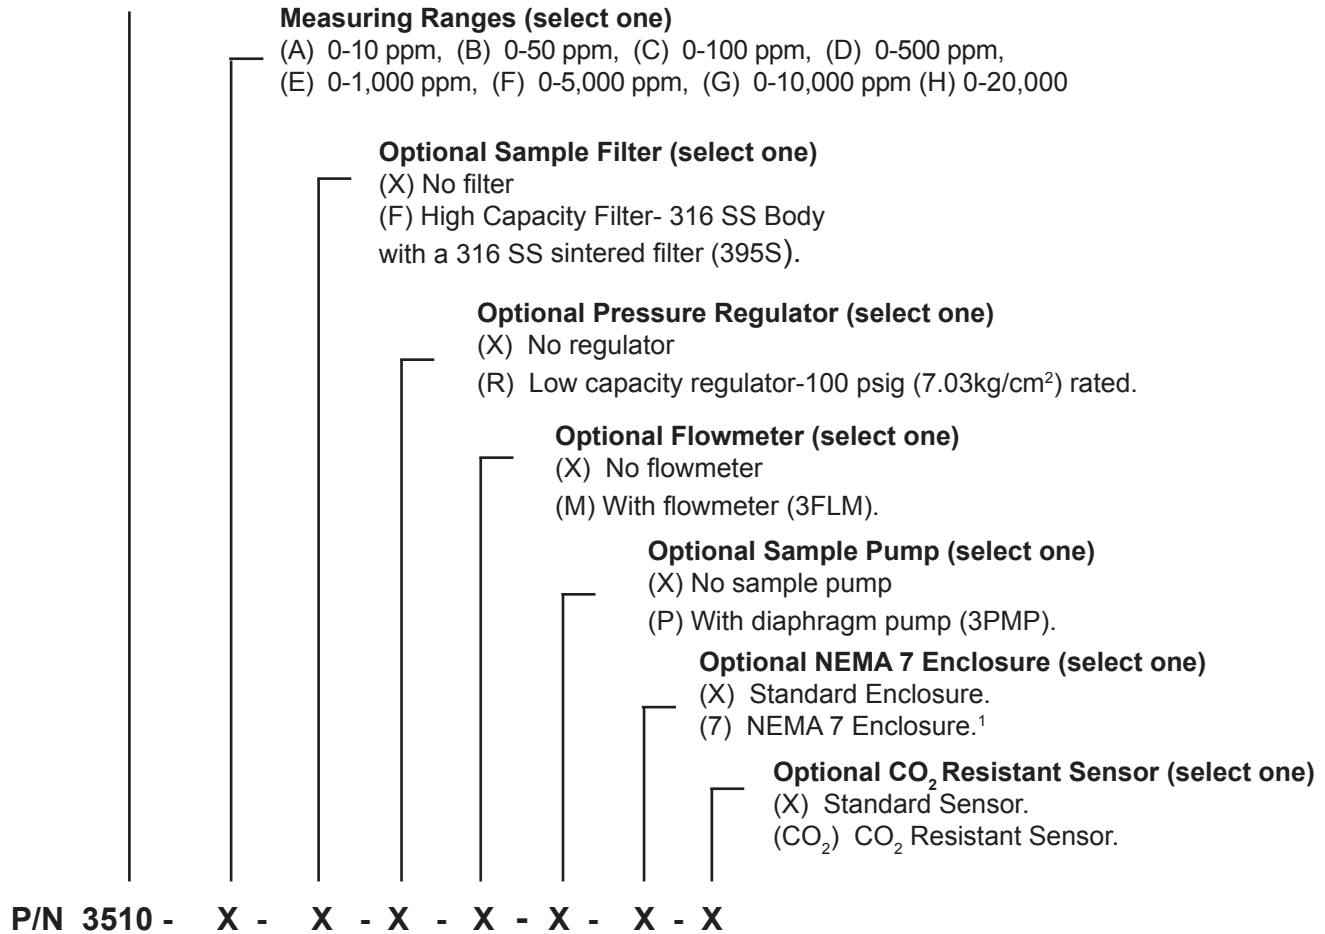 Measuring Ranges (select one)
(A) 0-10 ppm, (B) 0-50 ppm, (C) 0-100 ppm, (D) 0-500 ppm,
(E) 0-1,000 ppm, (F) 0-5,000 ppm, (G) 0-10,000 ppm (H) 0-20,000
Optional Sample Filter (select one)
(X) No filter
(F) High Capacity Filter- 316 SS Body
with a 316 SS sintered filter (395S).
Optional Pressure Regulator (select one)
(X) No regulator
(R) Low capacity regulator-100 psig (7.03kg/cm²) rated.
Optional Flowmeter (select one)
(X) No flowmeter
(M) With flowmeter (3FLM).
Optional Sample Pump (select one)
(X) No sample pump
(P) With diaphragm pump (3PMP).
Optional NEMA 7 Enclosure (select one)
(X) Standard Enclosure.
(7) NEMA 7 Enclosure.¹
Optional CO₂ Resistant Sensor (select one)
(X) Standard Sensor.
(CO₂) CO₂ Resistant Sensor.
P/N 3510 - X - X - X - X - X - X - X